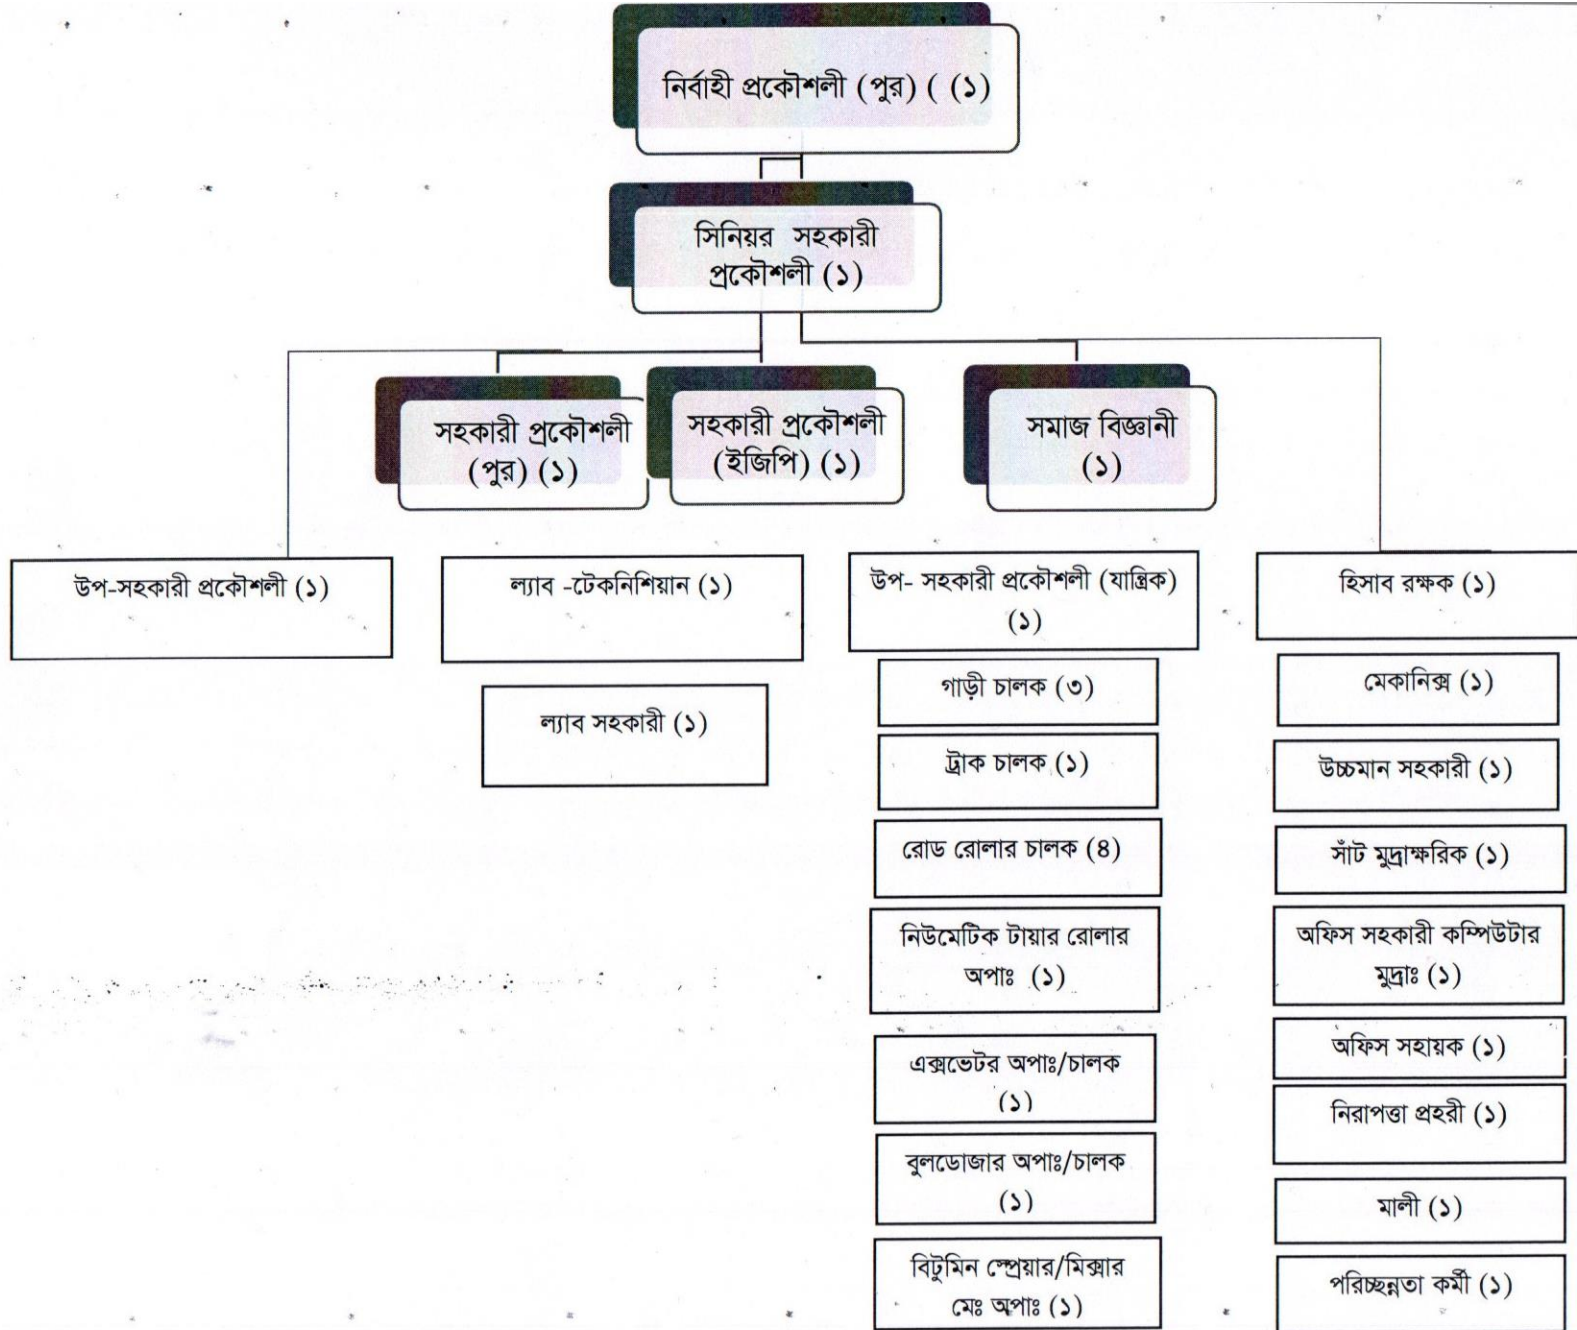 নির্বাহী প্রকৌশলী (পুর) ( (১)
সিনিয়র সহকারী
প্রকৌশলী (১)
সহকারী প্রকৌশলী
(পুর) (১)
সহকারী প্রকৌশলী
(ইজিপি) (১)
সমাজ বিজ্ঞানী
(১)
উপ-সহকারী প্রকৌশলী (১)
ল্যাব -টেকনিশিয়ান (১)
ল্যাব সহকারী (১)
উপ- সহকারী প্রকৌশলী (যান্ত্রিক)
(১)
গাড়ী চালক (৩)
ট্রাক চালক (১)
রোড রোলার চালক (৪)
নিউমেটিক টায়ার রোলার
অপাঃ (১)
এক্সভেটর অপাঃ/চালক
(১)
বুলডোজার অপাঃ/চালক
(১)
বিটুমিন স্প্রেয়ার/মিক্সার
মেঃ অপাঃ (১)
হিসাব রক্ষক (১)
মেকানিক্স (১)
উচ্চমান সহকারী (১)
সাঁট মুদ্রাক্ষরিক (১)
অফিস সহকারী কম্পিউটার
মুদ্রাঃ (১)
অফিস সহায়ক (১)
নিরাপত্তা প্রহরী (১)
মালী (১)
পরিচ্ছন্নতা কর্মী (১)